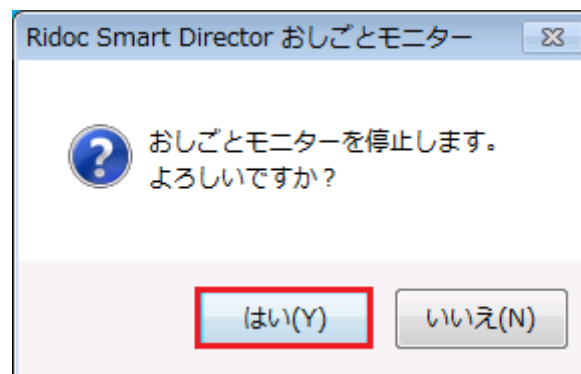 Ridoc Smart Director おしごとモニター
おしごとモニターを停止します。
よろしいですか？
はい(Y)
いいえ(N)